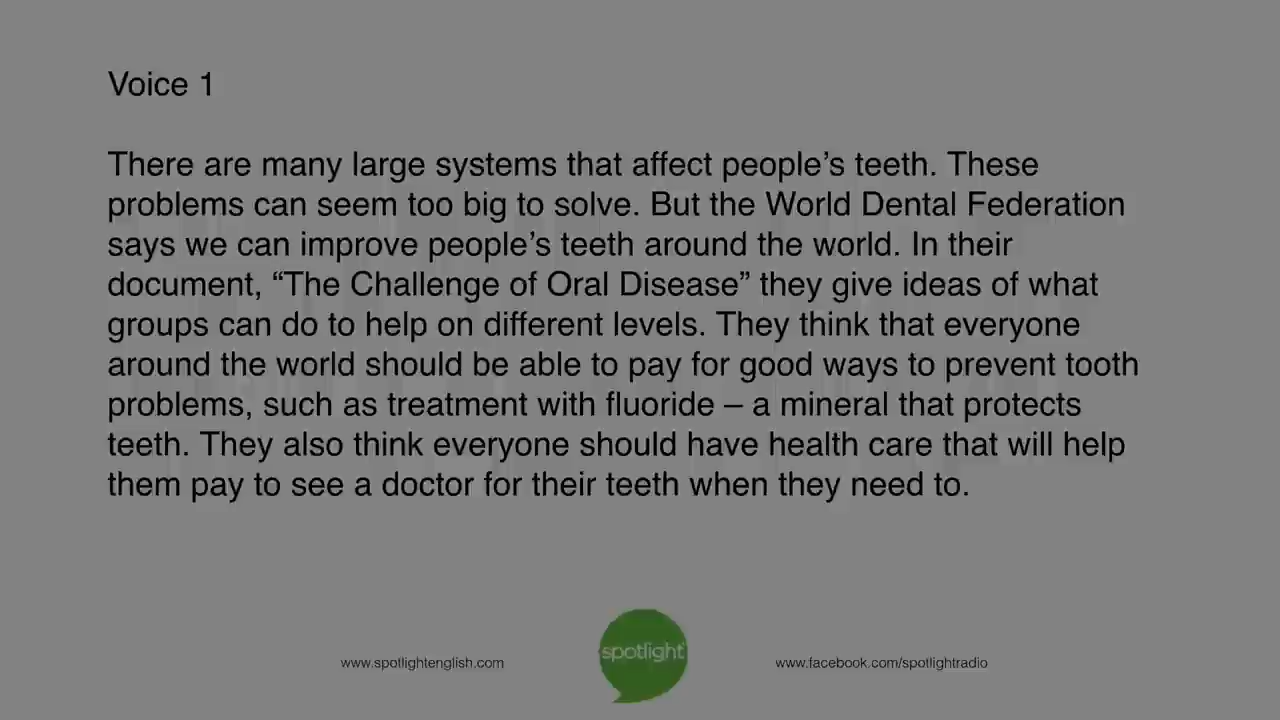 Voice 1
There are many large systems that affect people’s teeth. These
problems can seem too big to solve. But the World Dental Federation
says we can improve people’s teeth around the world. In their
document, “The Challenge of Oral Disease” they give ideas of what
groups can do to help on different levels. They think that everyone
around the world should be able to pay for good ways to prevent tooth
problems, such as treatment with fluoride – a mineral that protects
teeth. They also think everyone should have health care that will help
them pay to see a doctor for their teeth when they need to.
www.spotlightenglish.com
spotlight
www.facebook.com/spotlightradio